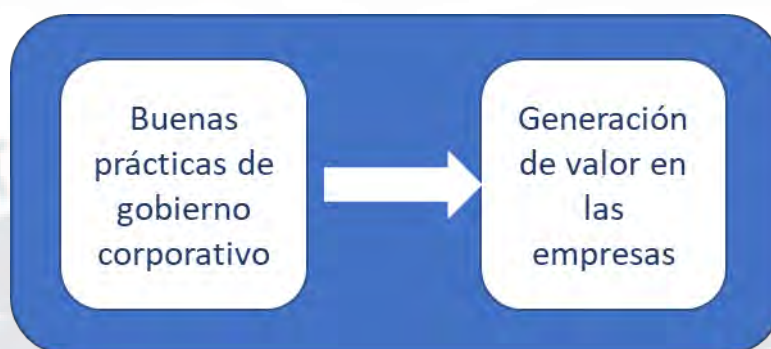 Buenas
prácticas de
gobierno
corporativo
Generación
de valor en
las
empresas